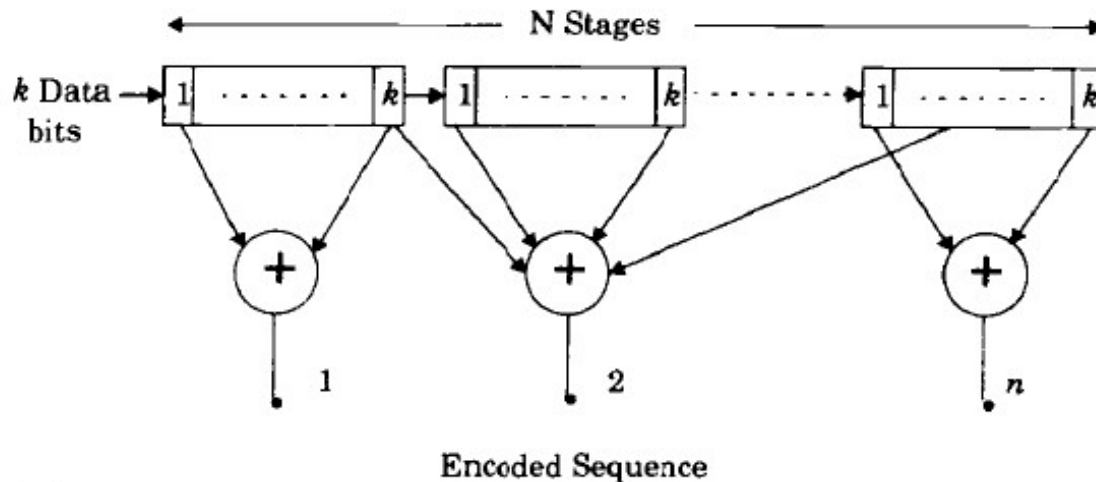 N Stages
k Data bits
1 ....... k 1 ...... k 1 ...... k
+ + +
1 2 n
Encoded Sequence